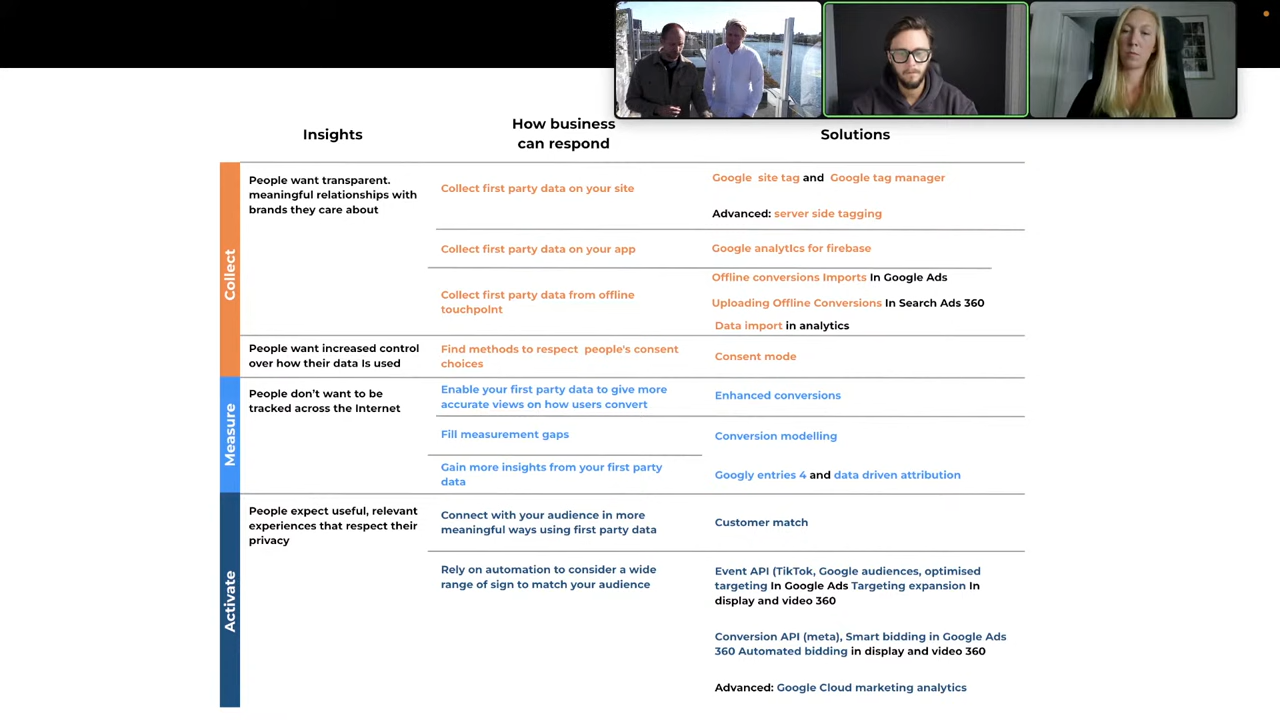 Insights
How business
can respond
Solutions
Collect
People want transparent.
meaningful relationships with
brands they care about
Collect first party data on your site
Google  site tag and  Google tag manager
Advanced: server side tagging
Collect first party data on your app
Google analytIcs for firebase
Collect first party data from offline
touchpoInt
Offline conversions Imports In Google Ads
Uploading Offline Conversions In Search Ads 360
Data import in analytics
People want increased control
over how their data Is used
Find methods to respect  people's consent
choices
Consent mode
Measure
People don’t want to be
tracked across the Internet
Enable your first party data to give more
accurate views on how users convert
Enhanced conversions
Fill measurement gaps
Conversion modelling
Gain more insights from your first party
data
Googly entries 4 and data driven attribution
Activate
People expect useful, relevant
experiences that respect their
privacy
Connect with your audience in more
meaningful ways using first party data
Customer match
Rely on automation to consider a wide
range of sign to match your audience
Event API (TikTok, Google audiences, optimised
targeting In Google Ads Targeting expansion In
display and video 360
Conversion API (meta), Smart bidding in Google Ads
360 Automated bidding in display and video 360
Advanced: Google Cloud marketing analytics